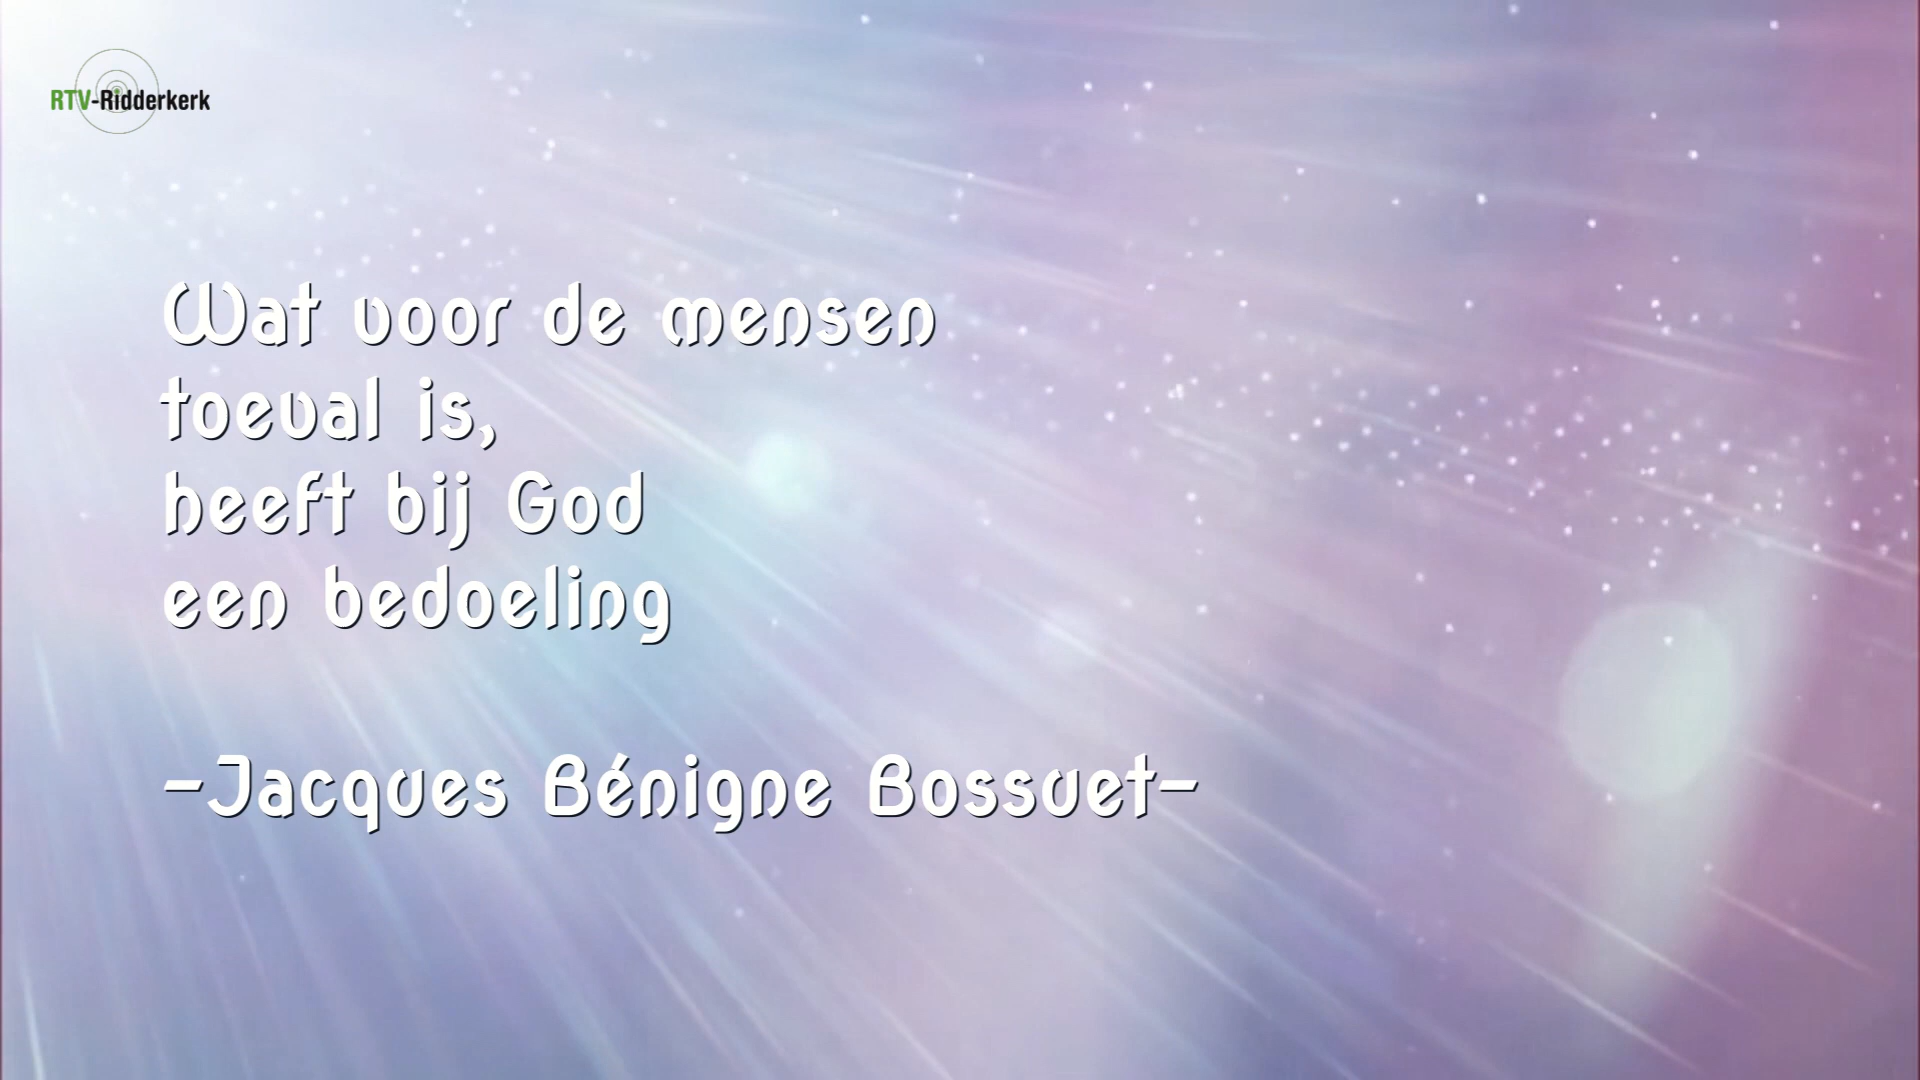 RTV-Ridderkerk
Wat voor de mensen
toeval is,
heeft bij God
een bedoeling
-Jacques Bénigne Bossuet-